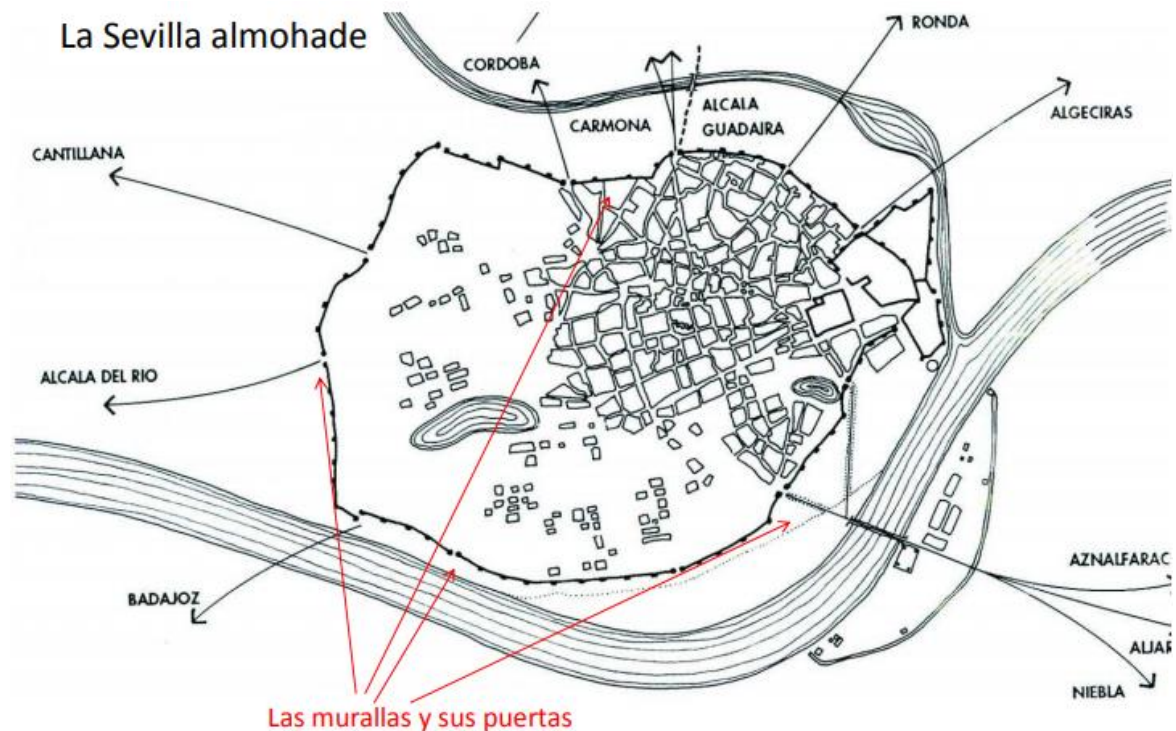 La Sevilla almohade
RONDA
CORDOBA
ALCALA
GUADAIRA
ALGECIRAS
CARMONA
CANTILLANA
ALCALA DEL RIO
AZNALFARAC
BADAJOZ
ALJAR
NIEBLA
Las murallas y sus puertas